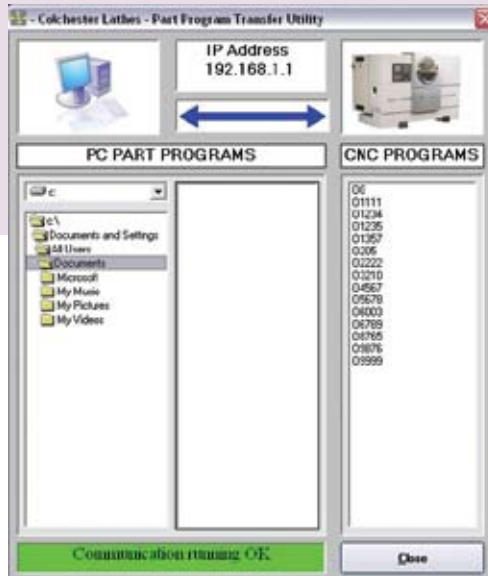 - Colchester Lathes - Part Program Transfer Utility
IP Address
192.168.1.1
PC PART PROGRAMS
CNC PROGRAMS
c:
c:\
Documents and Settings
All Users
Documents
Microsoft
My Music
My Pictures
My Videos
O1111
O1234
O1235
O1357
O205
O2222
O3210
O4567
O5678
O6003
O6789
O8765
O9876
O9999
Communication running OK
Close